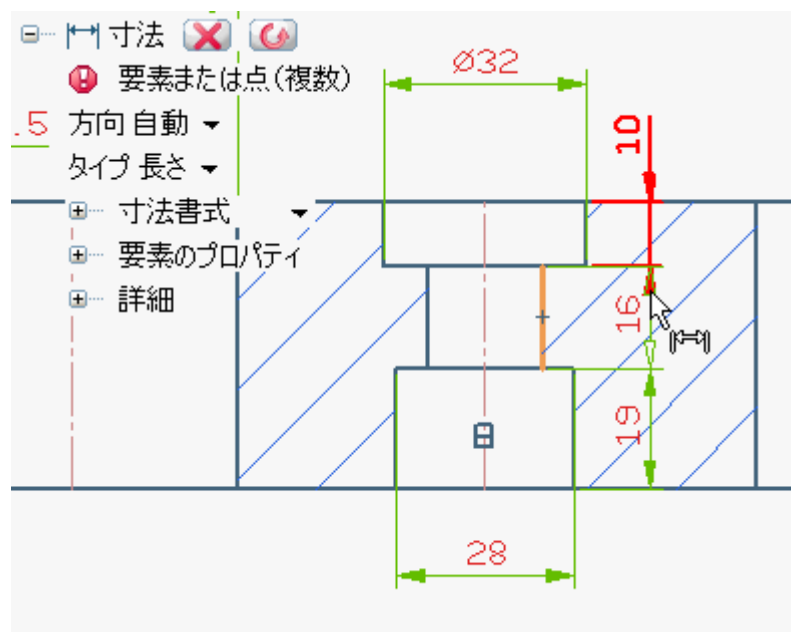 寸法
要素または点(複数)
.5 方向 自動
タイプ 長さ
寸法書式
要素のプロパティ
詳細
Ø32
10
16
19
28